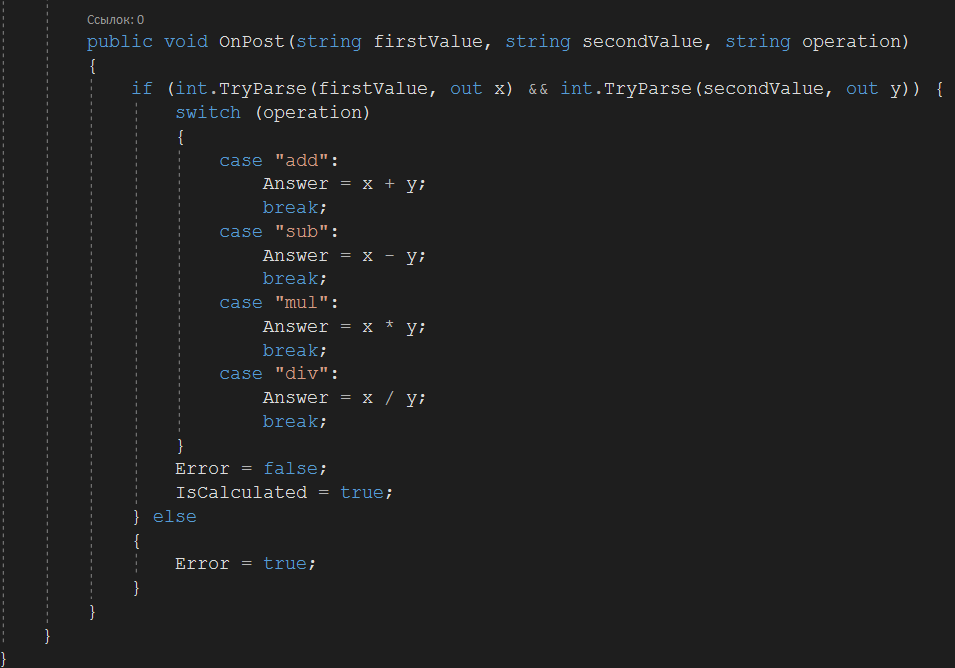 Ссылок: 0
public void OnPost(string firstValue, string secondValue, string operation)
{
if (int.TryParse(firstValue, out x) && int.TryParse(secondValue, out y)) {
switch (operation)
{
case "add":
Answer = x + y;
break;
case "sub":
Answer = x - y;
break;
case "mul":
Answer = x * y;
break;
case "div":
Answer = x / y;
break;
}
Error = false;
IsCalculated = true;
} else
{
Error = true;
}
}
}
}